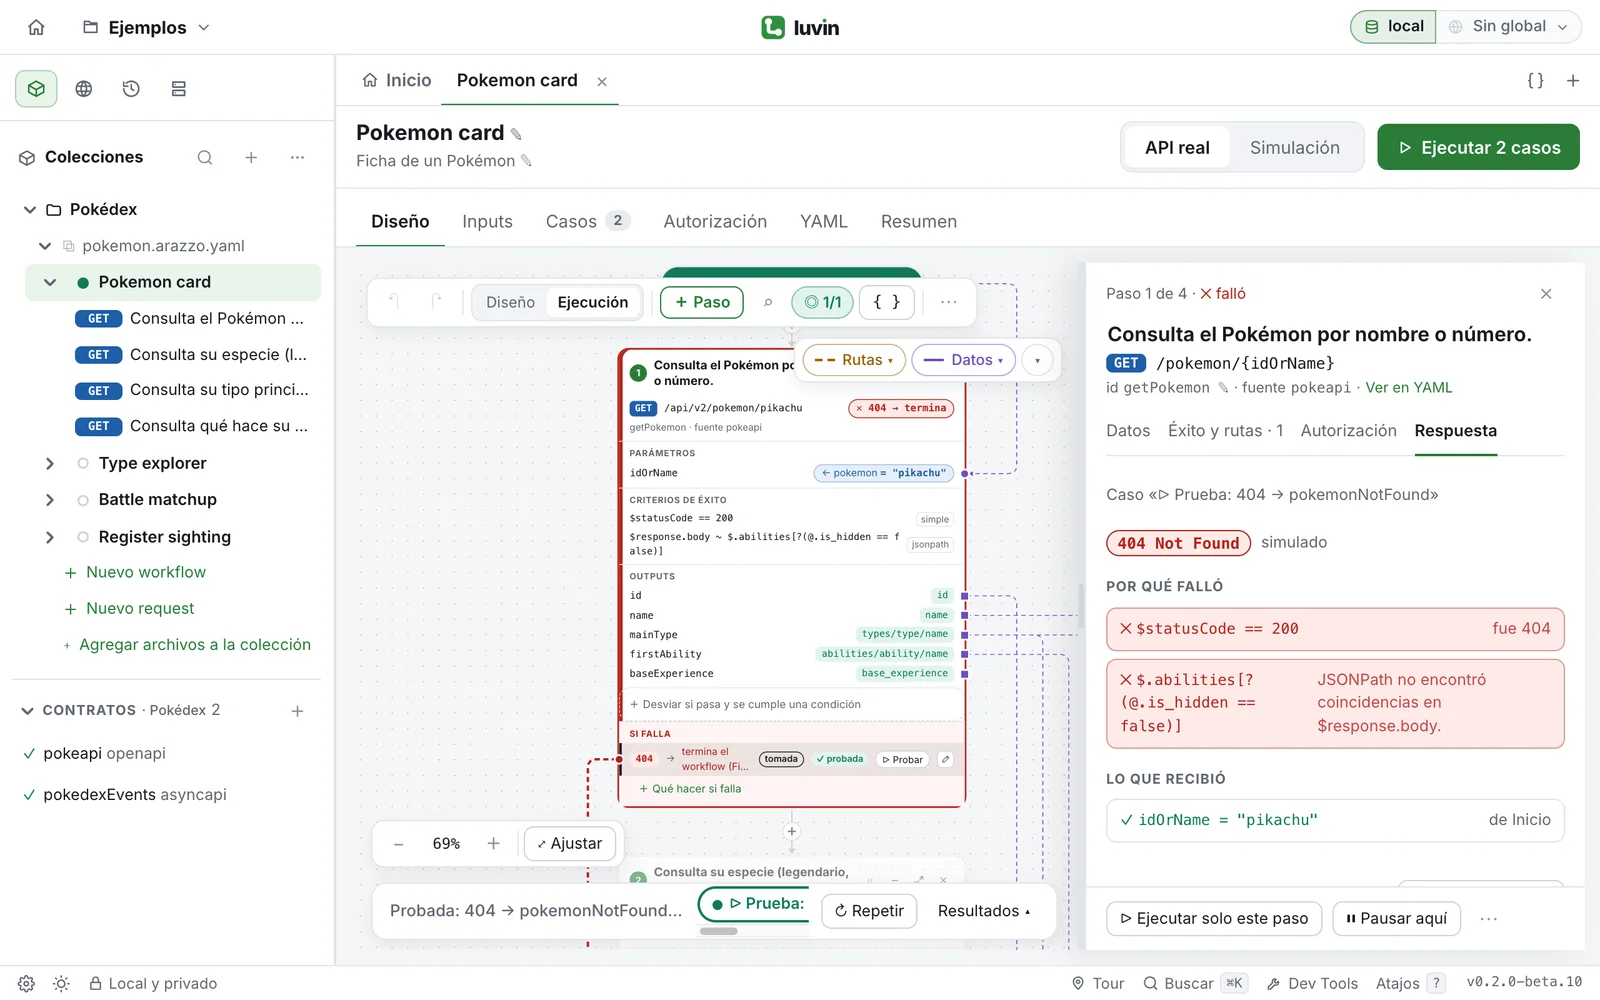 Ejemplos
luvin
local
Sin global
Inicio
Pokemon card
Colecciones
Pokédex
pokemon.arazzo.yaml
Pokemon card
GET Consulta el Pokémon ...
GET Consulta su especie (l...
GET Consulta su tipo princi...
GET Consulta qué hace su ...
Type explorer
Battle matchup
Register sighting
+ Nuevo workflow
+ Nuevo request
+ Agregar archivos a la colección
CONTRATOS · Pokédex 2
✓ pokeapi openapi
✓ pokedexEvents asyncapi
Pokemon card
Ficha de un Pokémon
API real
Simulación
Ejecutar 2 casos
Diseño
Inputs
Casos 2
Autorización
YAML
Resumen
Diseño
Ejecución
+ Paso
1/1
{ }
...
Rutas
Datos
1 Consulta el Pokémon po
o número.
GET /api/v2/pokemon/pikachu
× 404 → termina
getPokemon · fuente pokeapi
PARÁMETROS
idOrName
← pokemon = "pikachu"
CRITERIOS DE ÉXITO
$statusCode == 200
simple
$response.body ~ $.abilities[?(@.is_hidden == f
alse)]
jsonpath
OUTPUTS
id id
name name
mainType types/type/name
firstAbility abilities/ability/name
baseExperience base_experience
+ Desviar si pasa y se cumple una condición
SI FALLA
404 → termina el
workflow (Fi...
tomada
✓ probada
Probar
+ Qué hacer si falla
2 Consulta su especie (legendario,
− 69% +
Ajustar
Probada: 404 → pokemonNotFound...
Prueba:
Repetir
Resultados
Paso 1 de 4 · × falló
Consulta el Pokémon por nombre o número.
GET /pokemon/{idOrName}
id getPokemon · fuente pokeapi · Ver en YAML
Datos
Éxito y rutas · 1
Autorización
Respuesta
Caso «▷ Prueba: 404 → pokemonNotFound»
404 Not Found simulado
POR QUÉ FALLÓ
× $statusCode == 200 fue 404
× $.abilities[?
(@.is_hidden ==
false)]
JSONPath no encontró
coincidencias en
$response.body.
LO QUE RECIBIÓ
✓ idOrName = "pikachu" de Inicio
Ejecutar solo este paso
Pausar aquí
...
Local y privado
Tour
Buscar ⌘K
Dev Tools
Atajos ?
v0.2.0-beta.10